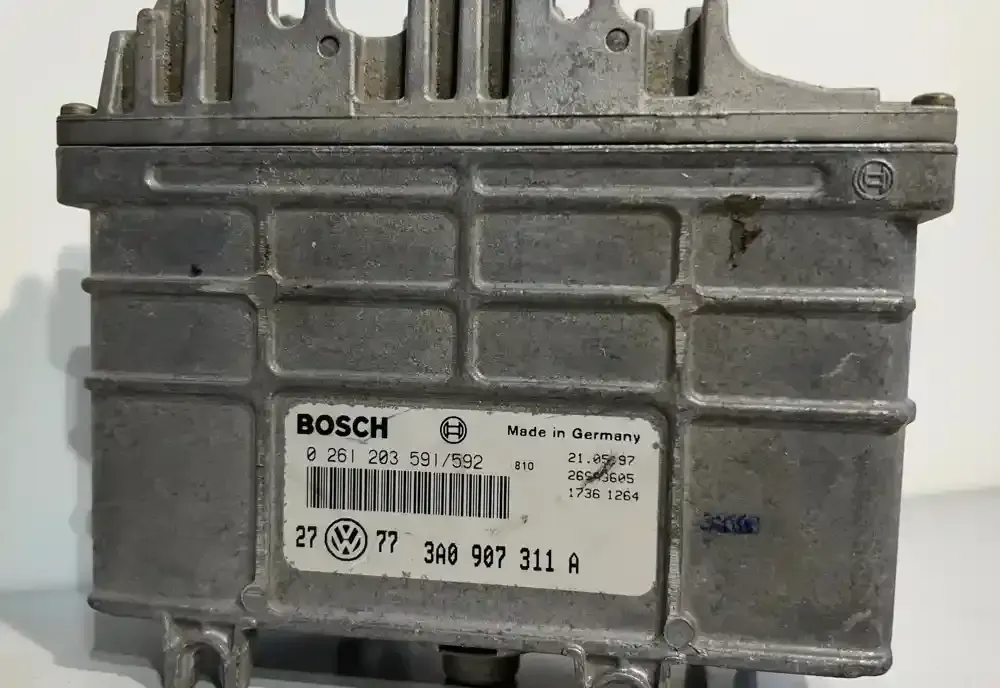 BOSCH
Made in Germany
0 261 203 591/592
810
21.05.97
1736 1264
27 77
3A0 907 311 A